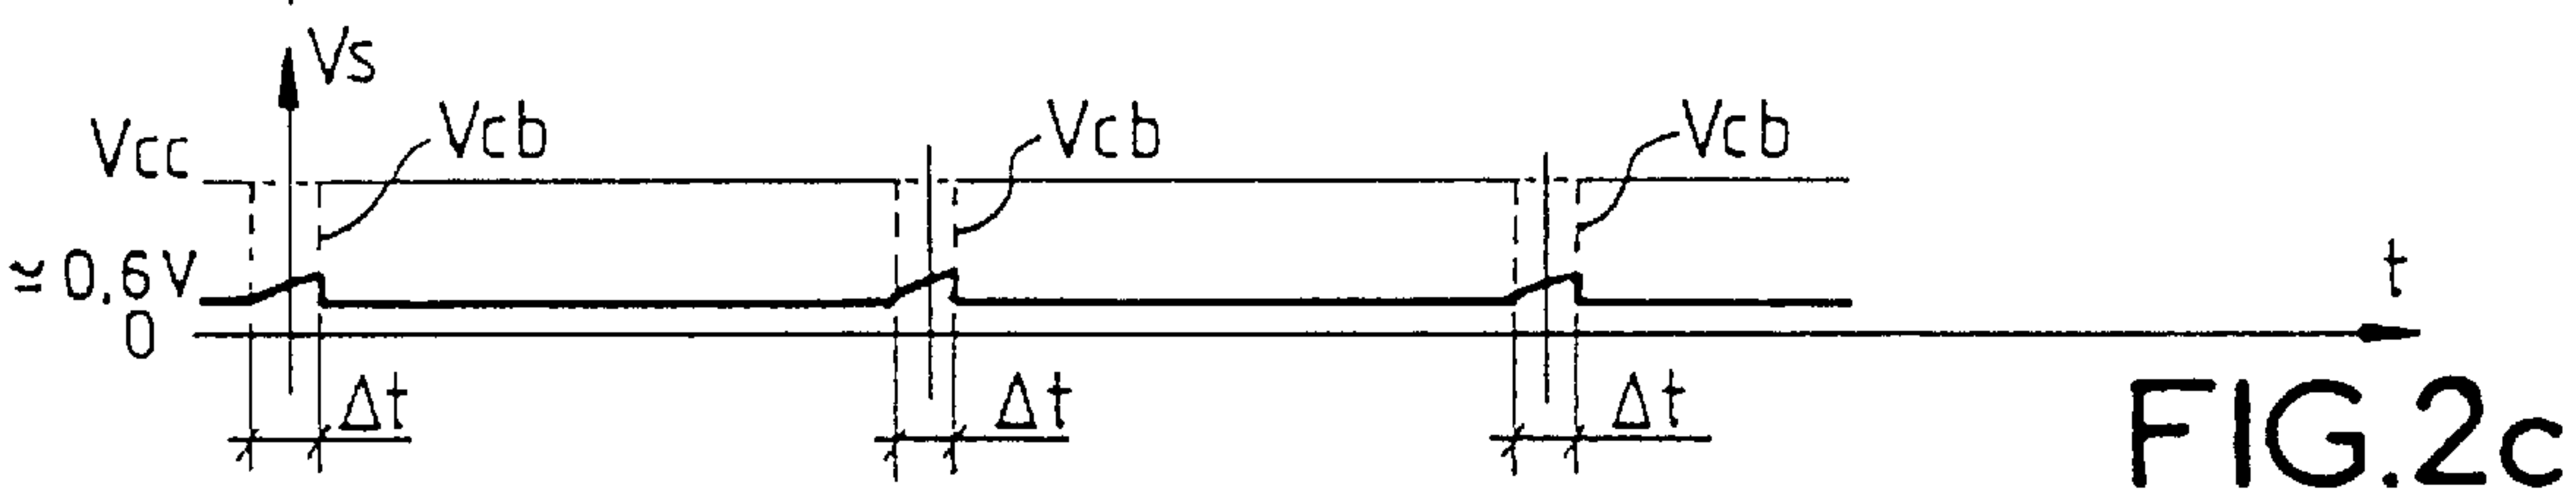 Vs
Vcc Vcb Vcb Vcb
≃ 0.6V t
0
Δt Δt Δt
FIG.2c